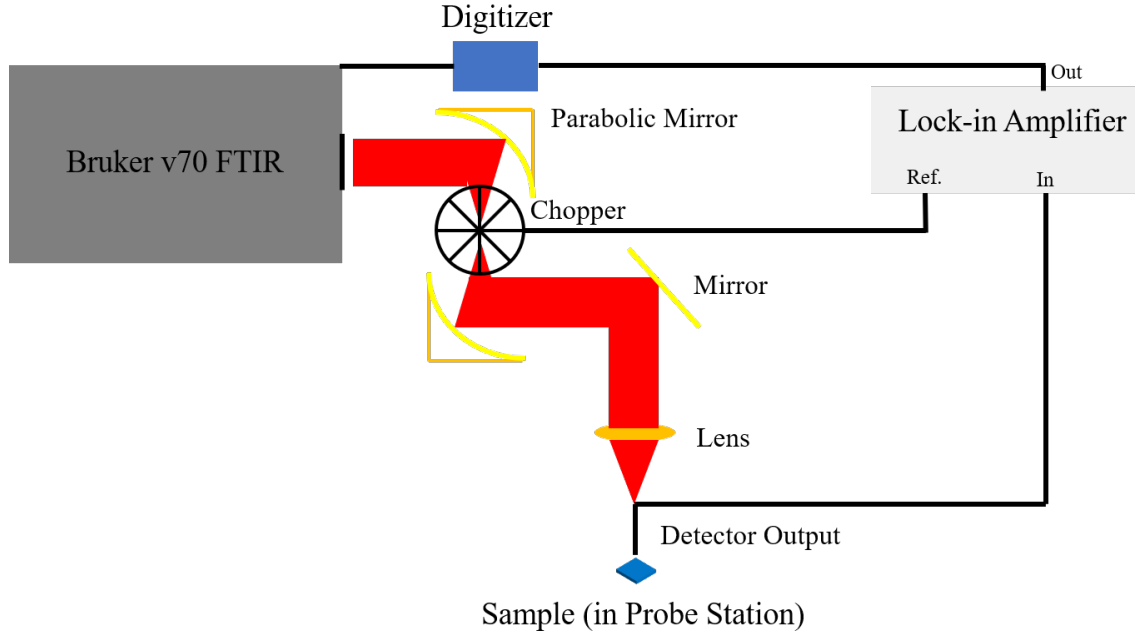 Digitizer
Out
Parabolic Mirror
Lock-in Amplifier
Bruker v70 FTIR
Ref.
In
Chopper
Mirror
Lens
Detector Output
Sample (in Probe Station)